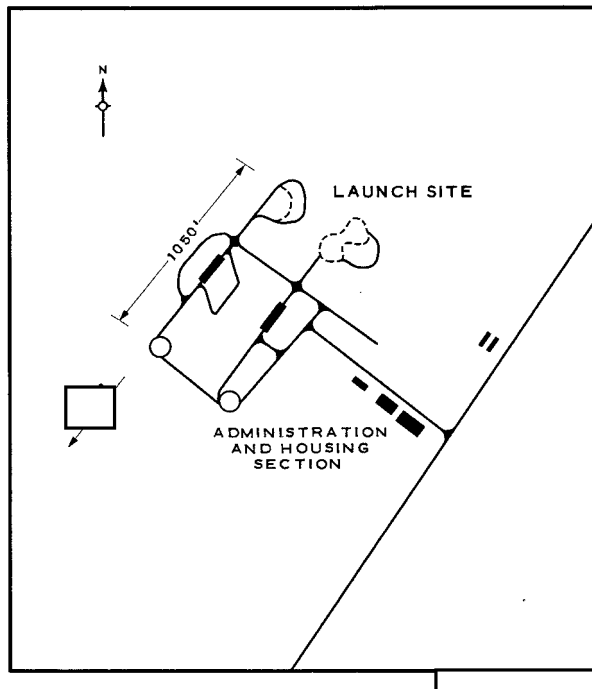 N
LAUNCH SITE
1050'
ADMINISTRATION
AND HOUSING
SECTION